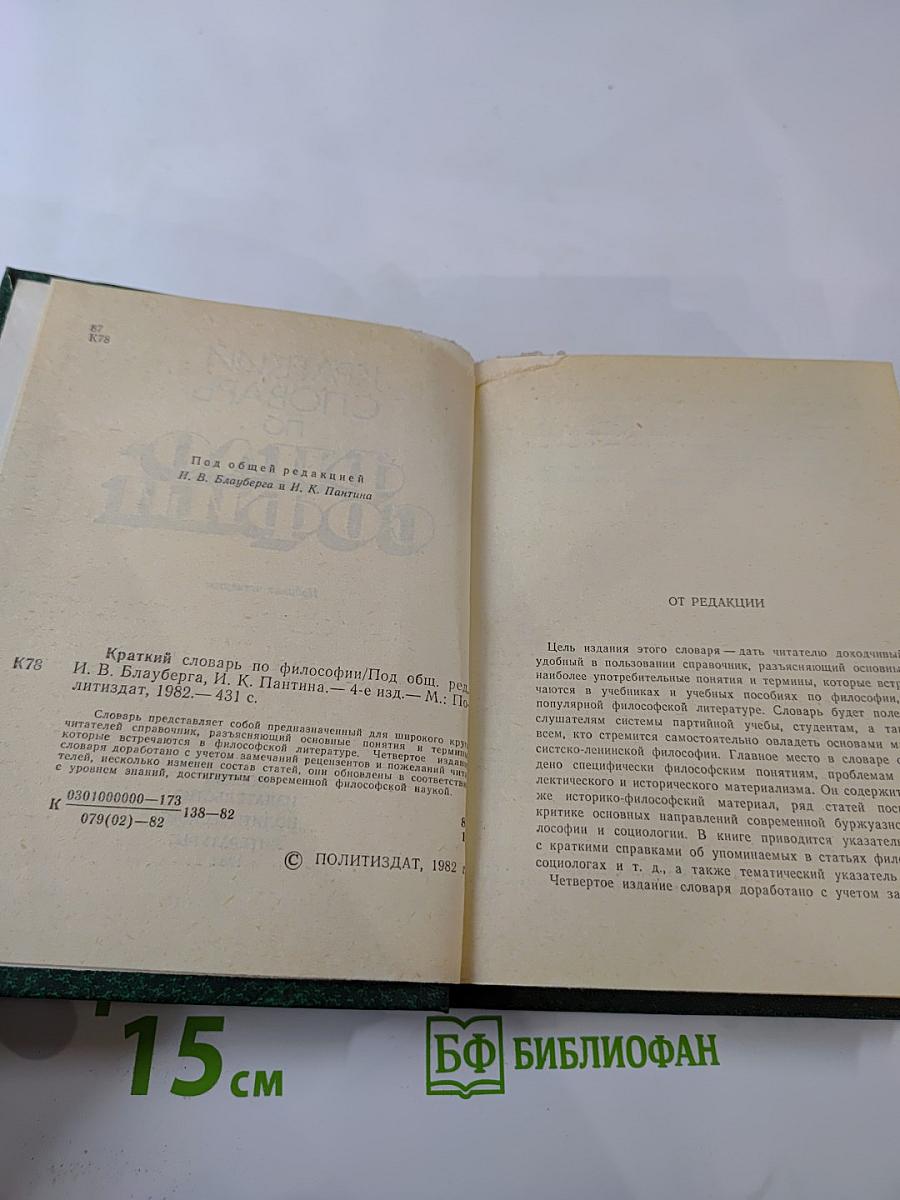 87
К78
Под общей редакцией
И. В. Блауберга и И. К. Пантина
К78
Краткий словарь по философии/Под общ. ред.
И. В. Блауберга, И. К. Пантина.— 4-е изд.— М.: По-
литиздат, 1982.— 431 с.
Словарь представляет собой предназначенный для широкого круг
читателей справочник, разъясняющий основные понятия и термин
которые встречаются в философской литературе. Четвертое издан
словаря доработано с учетом замечаний рецензентов и пожеланий чита
телей, несколько изменен состав статей, они обновлены в соответств
с уровнем знаний, достигнутым современной философской наукой.
К 0301000000—173 138—82
079(02)—82
© ПОЛИТИЗДАТ, 1982 г
ОТ РЕДАКЦИИ
Цель издания этого словаря — дать читателю доходчивый
удобный в пользовании справочник, разъясняющий основны
наиболее употребительные понятия и термины, которые встр
чаются в учебниках и учебных пособиях по философии,
популярной философской литературе. Словарь будет поле
слушателям системы партийной учебы, студентам, а та
всем, кто стремится самостоятельно овладеть основами м
систско-ленинской философии. Главное место в словаре о
дено специфически философским понятиям, проблемам
лектического и исторического материализма. Он содержит
же историко-философский материал, ряд статей пос
критике основных направлений современной буржуазно
лософии и социологии. В книге приводится указатель
с краткими справками об упоминаемых в статьях фил
социологах и т. д., а также тематический указатель
Четвертое издание словаря доработано с учетом за
15 см
БФ БИБЛИОФАН